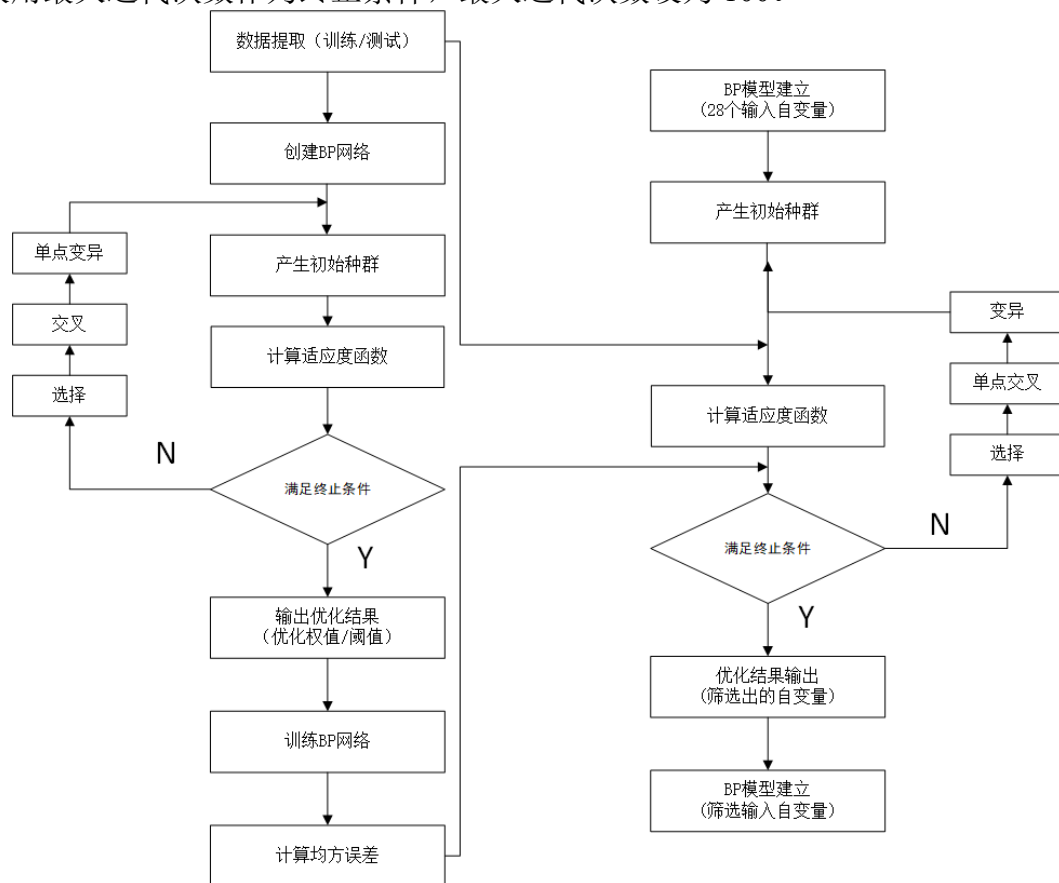 数据提取（训练/测试）
创建BP网络
单点变异
交叉
选择
产生初始种群
计算适应度函数
N
满足终止条件
Y
输出优化结果
（优化权值/阈值）
训练BP网络
计算均方误差
BP模型建立
(28个输入自变量)
产生初始种群
变异
单点交叉
选择
计算适应度函数
N
满足终止条件
Y
优化结果输出
(筛选出的自变量)
BP模型建立
(筛选输入自变量)